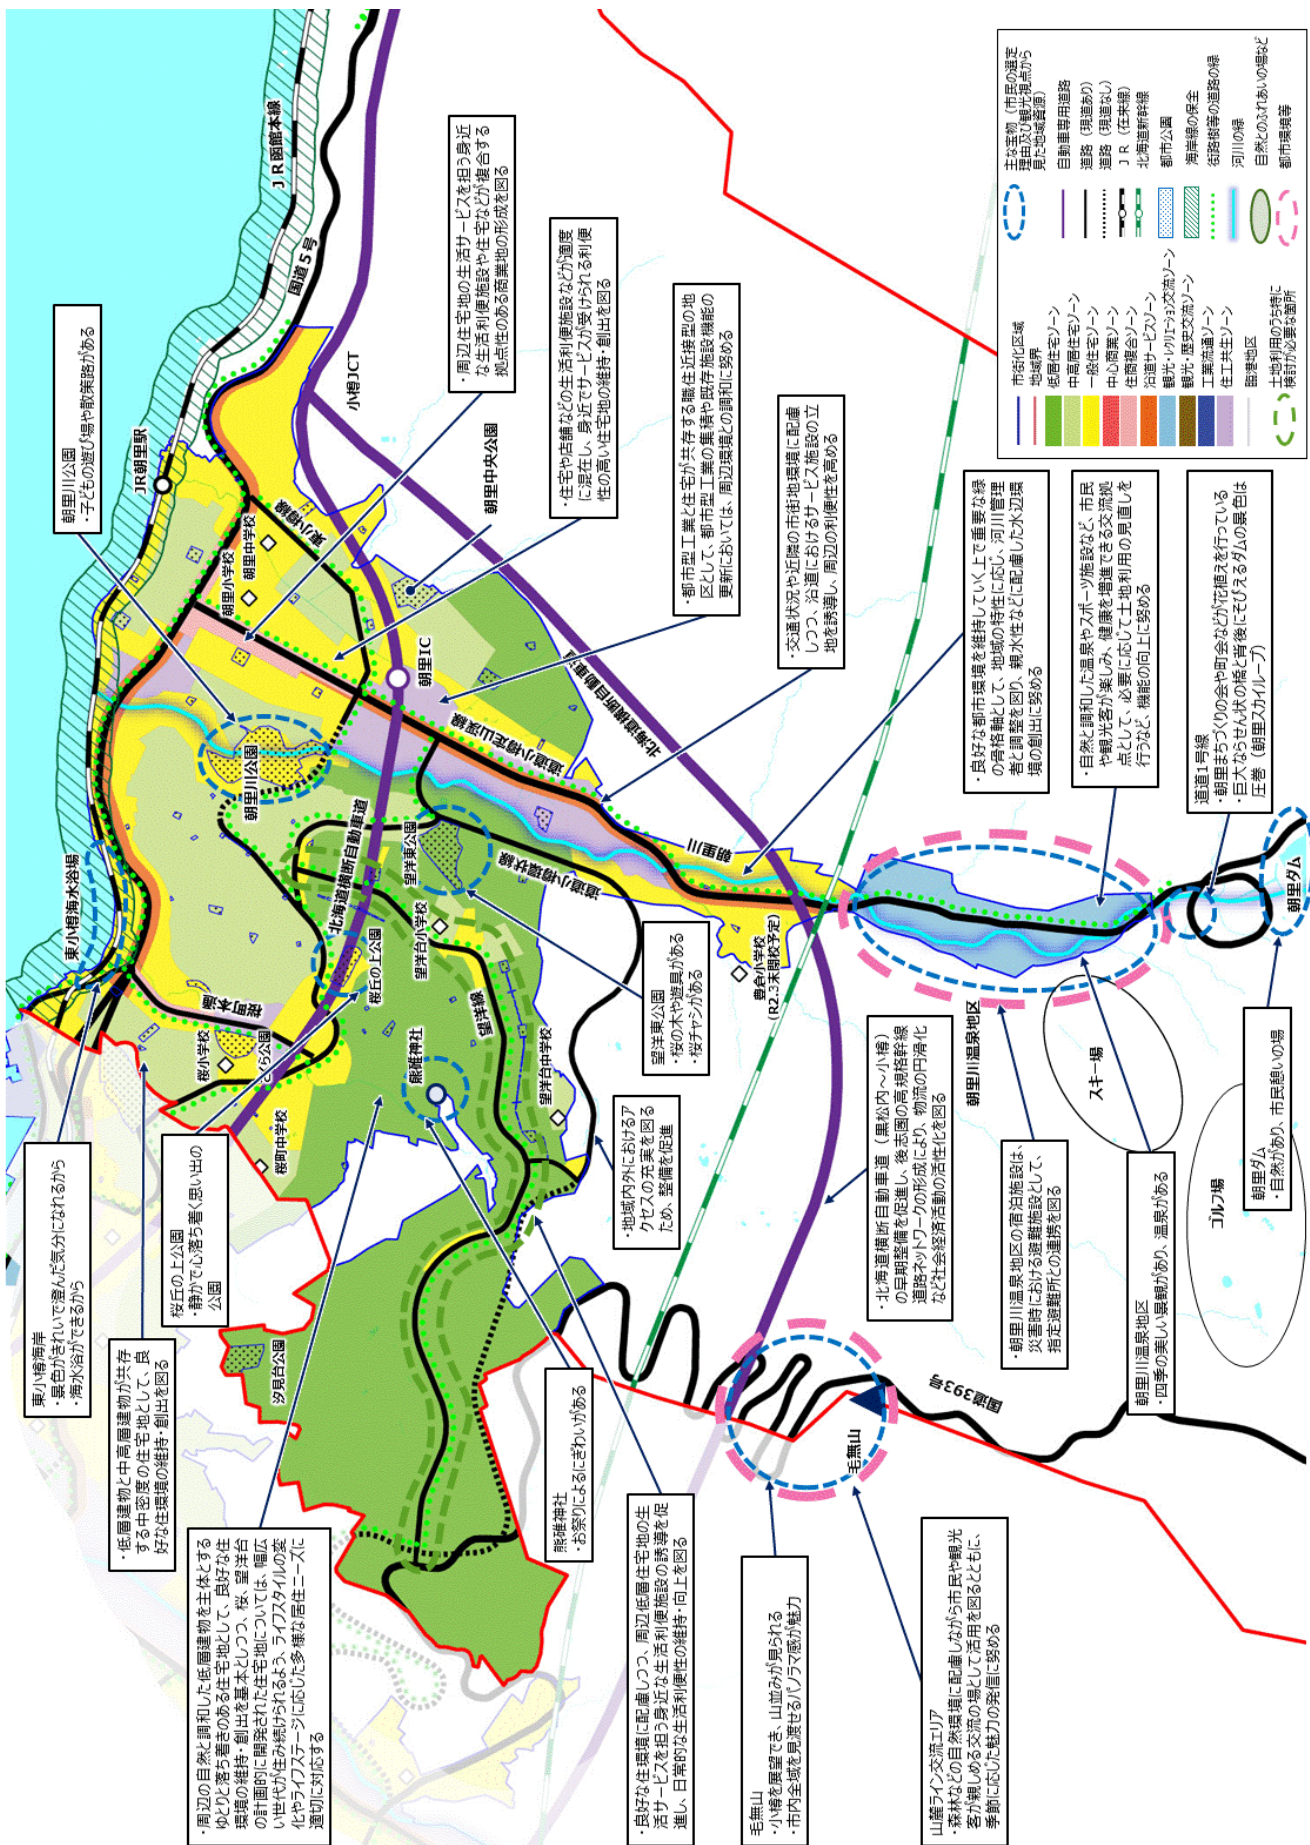 東小樽海岸
・景色がきれいで澄んだ気分になれるから
・海水浴ができるから
・低層建物と中高層建物が共存
する中密度の住宅地として、良
好な住環境の維持・創出を図る
桜丘の上公園
・静かで心落ち着く思い出の
公園
・周辺の自然と調和した低層建物を主体とする
ゆとりと落ち着きのある住宅地として、良好な住
環境の維持・創出を基本としつつ、桜、望洋台
の計画的に開発された住宅地については、幅広
い世代が住み続けられるよう、ライフスタイルの変
化やライフステージに応じた多様な居住ニーズに
適切に対応する
熊碓神社
・お祭りによるにぎわいがある
・良好な住環境に配慮しつつ、周辺低層住宅地の生
活サービスを担う身近な生活利便施設の誘導を促
進し、日常的な生活利便性の維持・向上を図る
毛無山
・小樽を展望でき、山並みが見られる
・市内全域を見渡せるパノラマ感が魅力
山麓ライン交流エリア
・森林などの自然環境に配慮しながら市民や観光
客が親しめる交流の場として活用を図るとともに、
季節に応じた魅力の発信に努める
朝里川公園
・子どもの遊び場や散策路がある
・周辺住宅地の生活サービスを担う身近
な生活利便施設や住宅などが複合する
拠点性のある商業地の形成を図る
・住宅や店舗などの生活利便施設などが適度
に混在し、身近でサービスが受けられる利便
性の高い住宅地の維持・創出を図る
・都市型工業と住宅が共存する職住近接型の地
区として、都市型工業の集積や既存施設機能の
更新においては、周辺環境との調和に努める
・交通状況や近隣の市街地環境に配慮
しつつ、沿道におけるサービス施設の立
地を誘導し、周辺の利便性を高める
・良好な都市環境を維持していく上で重要な緑
の骨格軸として、地域の特性に応じ、河川管理
者と調整を図り、親水性などに配慮した水辺環
境の創出に努める
・自然と調和した温泉やスポーツ施設など、市民
や観光客が楽しみ、健康を増進できる交流拠
点として、必要に応じて土地利用の見直しを
行うなど、機能の向上に努める
道道1号線
・朝里まちづくりの会や町会などが花植えを行っている
・巨大ならせん状の橋と背後にそびえるダムの景色は
圧巻（朝里スカイループ）
望洋東公園
・桜の木や遊具がある
・桜チャシがある
・地域内外におけるア
クセスの充実を図る
ため、整備を促進
・北海道横断自動車道（黒松内～小樽）
の早期整備を促進し、後志圏の高規格幹線
道路ネットワークの形成により、物流の円滑化
など社会経済活動の活性化を図る
・朝里川温泉地区の宿泊施設は、
災害時における避難施設として、
指定避難所との連携を図る
朝里川温泉地区
・四季の美しい景観があり、温泉がある
朝里ダム
・自然があり、市民憩いの場
JR函館本線
国道5号
JR朝里駅
小樽JCT
東小樽海水浴場
朝里小学校
朝里中学校
東小樽線
朝里中央公園
朝里IC
朝里川公園
道道小樽定山渓線
北海道横断自動車道
北海道横断自動車道
桜町本通
桜小学校
さくら公園
桜町中学校
桜丘の上公園
望洋東公園
望洋台小学校
道道小樽環状線
望洋線
熊碓神社
望洋台中学校
汐見台公園
朝里川
豊倉小学校
(R2.3末閉校予定)
朝里川温泉地区
スキー場
ゴルフ場
朝里ダム
毛無山
国道393号
市街化区域
地域界
低層住宅ゾーン
中高層住宅ゾーン
一般住宅ゾーン
中心商業ゾーン
住商複合ゾーン
沿道サービスゾーン
観光・レクリエーション交流ゾーン
観光・歴史交流ゾーン
工業流通ゾーン
住工共生ゾーン
臨港地区
土地利用のうち特に
検討が必要な箇所
主な宝物（市民の選定
理由及び観光視点から
見た地域資源）
自動車専用道路
道路（現道あり）
道路（現道なし）
JR（在来線）
北海道新幹線
都市公園
海岸線の保全
街路樹等の道路の緑
河川の緑
自然とのふれあいの場など
都市環境等